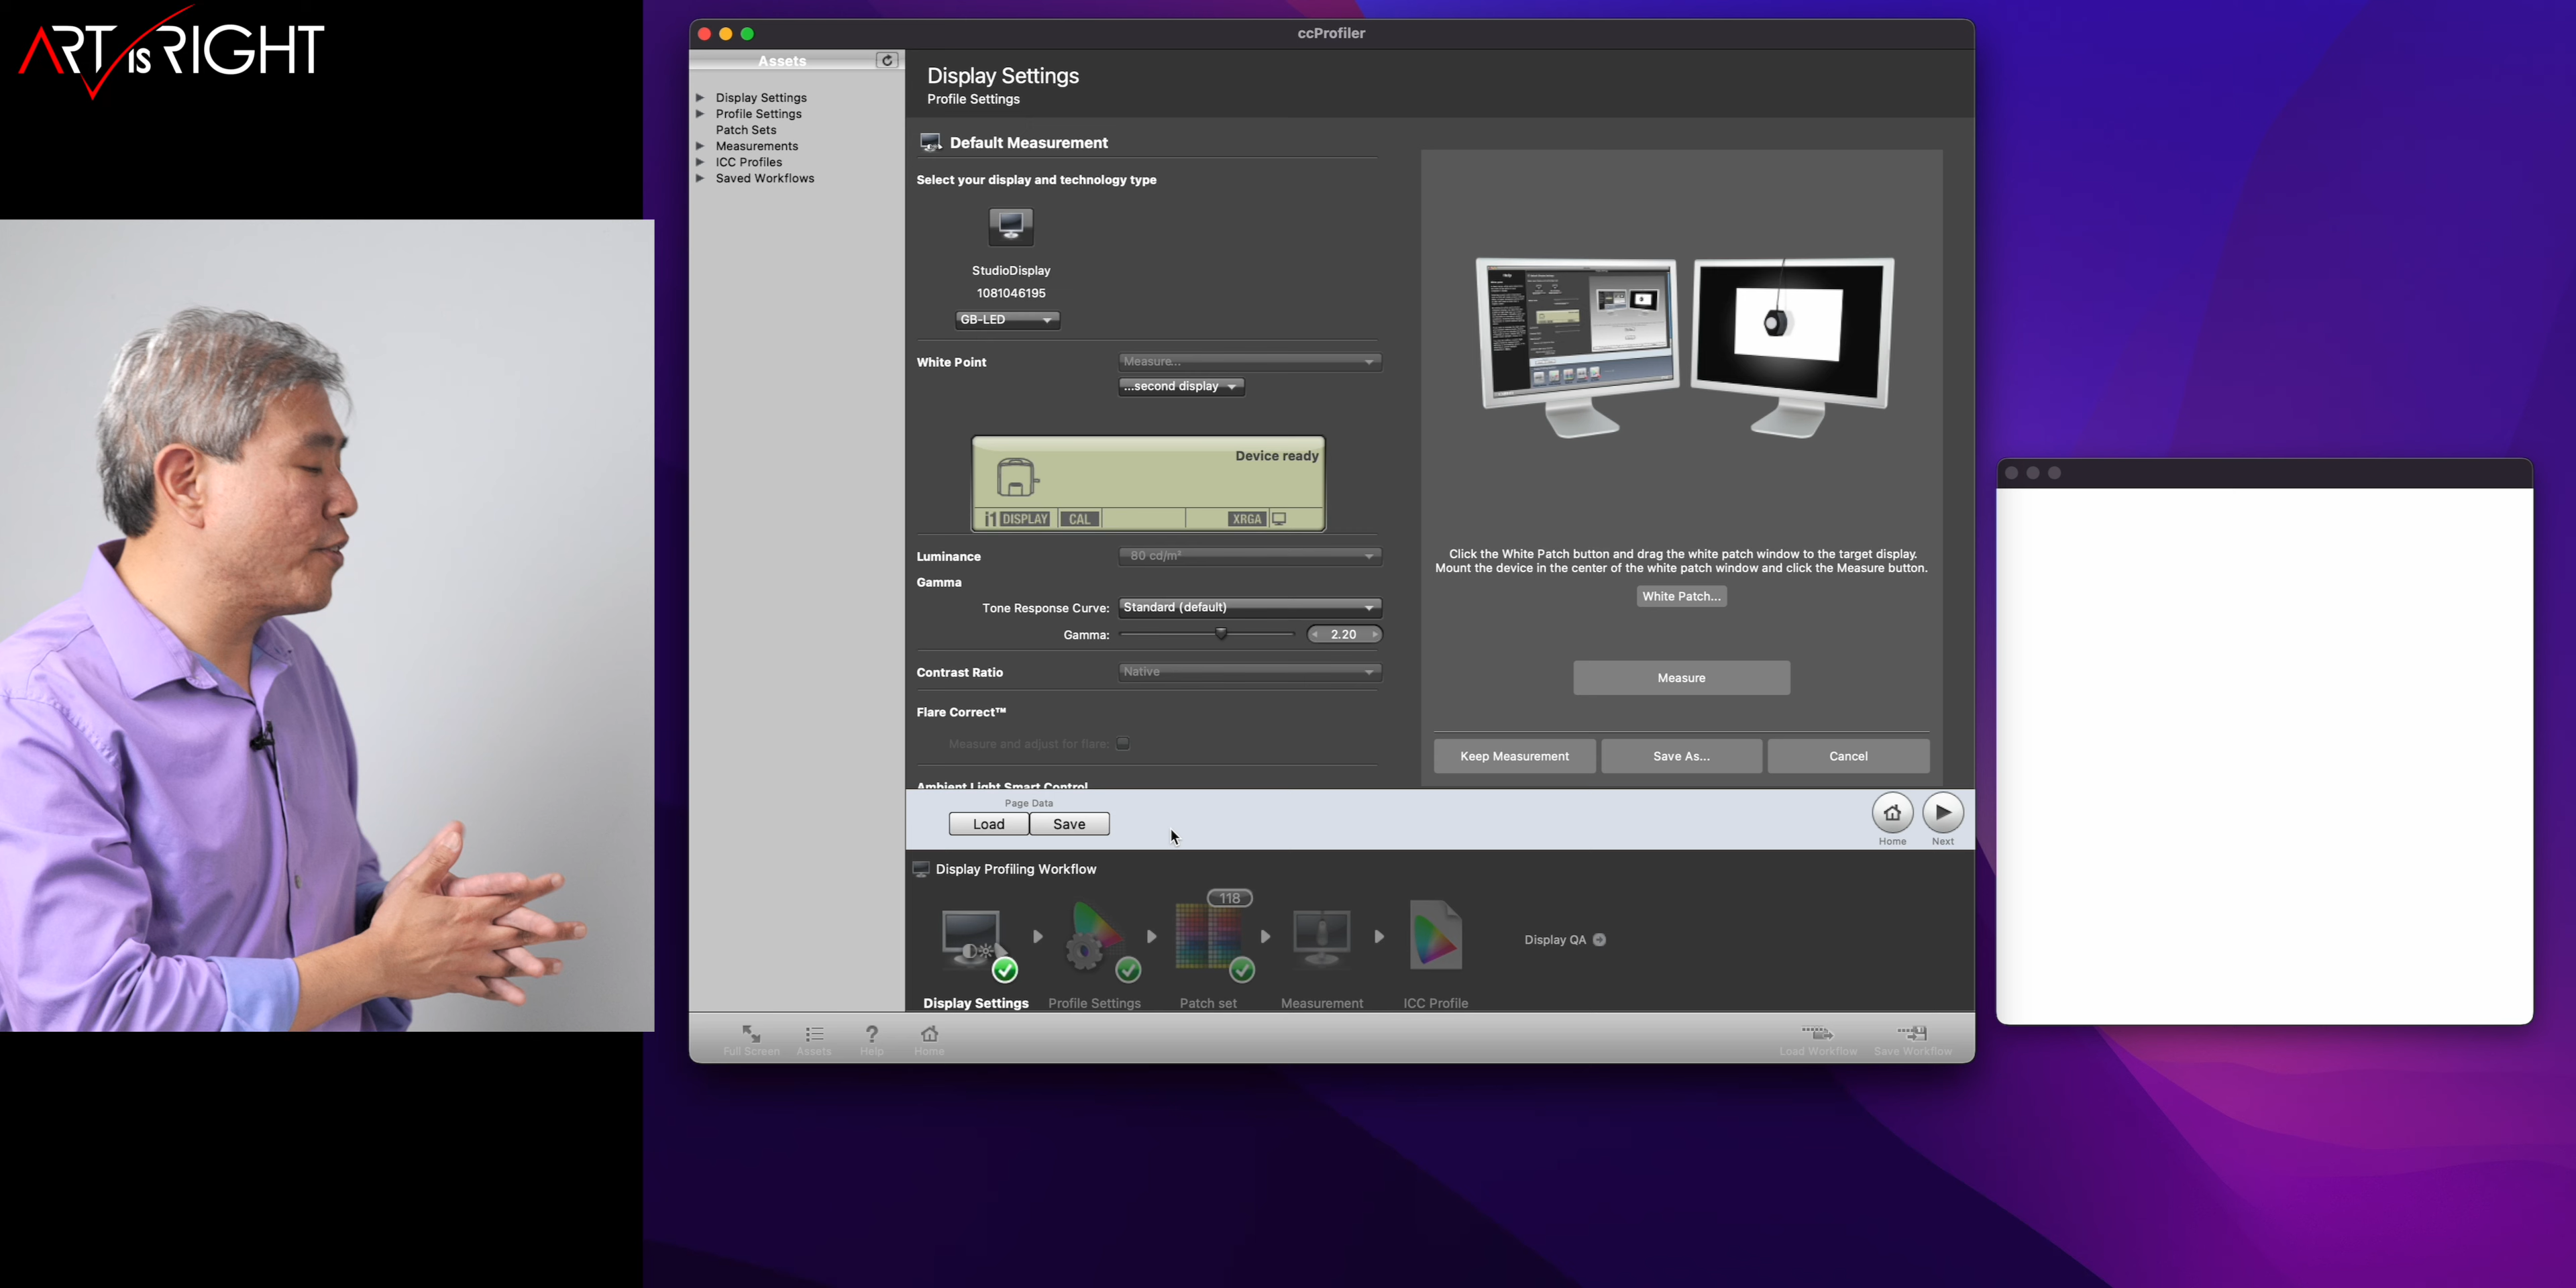 ART IS RIGHT
ccProfiler
Assets
Display Settings
Profile Settings
Patch Sets
Measurements
ICC Profiles
Saved Workflows
Display Settings
Profile Settings
Default Measurement
Select your display and technology type
StudioDisplay
1081046195
GB-LED
White Point
Measure...
...second display
Device ready
i1 DISPLAY CAL XRGA
Luminance
80 cd/m²
Gamma
Tone Response Curve: Standard (default)
Gamma: 2.20
Contrast Ratio
Native
Flare Correct™
Measure and adjust for flare:
Ambient Light Smart Control
Click the White Patch button and drag the white patch window to the target display.
Mount the device in the center of the white patch window and click the Measure button.
White Patch...
Measure
Keep Measurement
Save As...
Cancel
Page Data
Load
Save
Home
Next
Display Profiling Workflow
118
Display QA
Display Settings
Profile Settings
Patch set
Measurement
ICC Profile
Full Screen
Assets
Help
Home
Load Workflow
Save Workflow